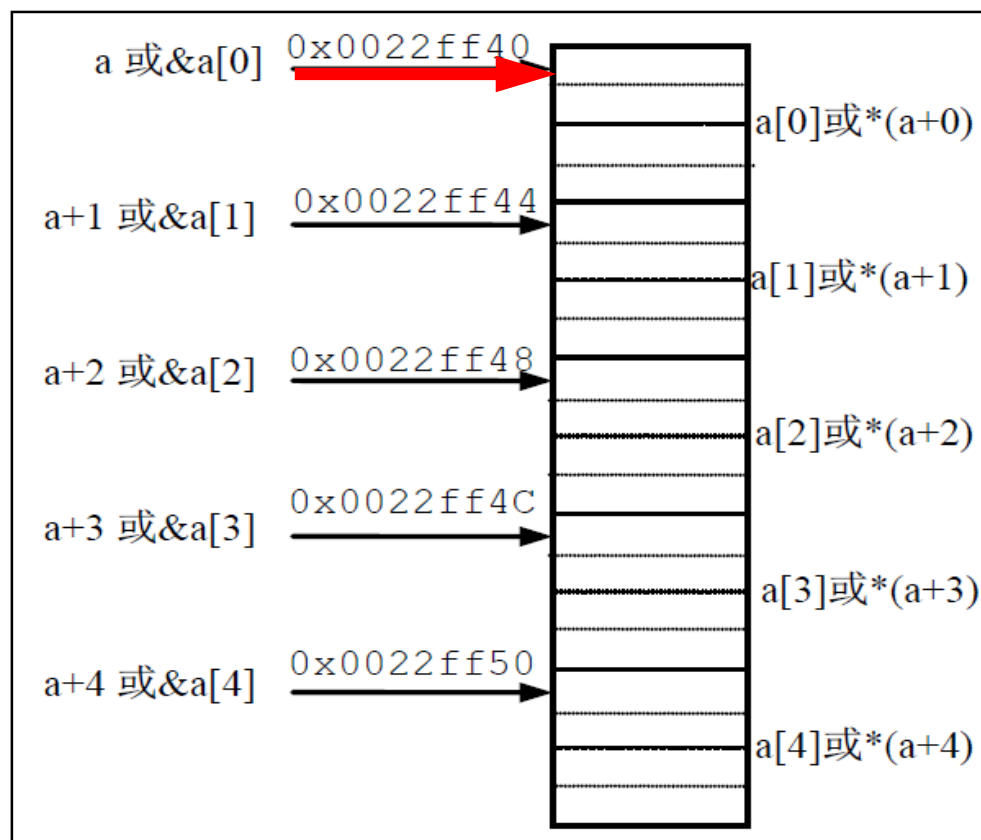 a 或&a[0] 0x0022ff40
a[0]或*(a+0)
a+1 或&a[1] 0x0022ff44
a[1]或*(a+1)
a+2 或&a[2] 0x0022ff48
a[2]或*(a+2)
a+3 或&a[3] 0x0022ff4C
a[3]或*(a+3)
a+4 或&a[4] 0x0022ff50
a[4]或*(a+4)